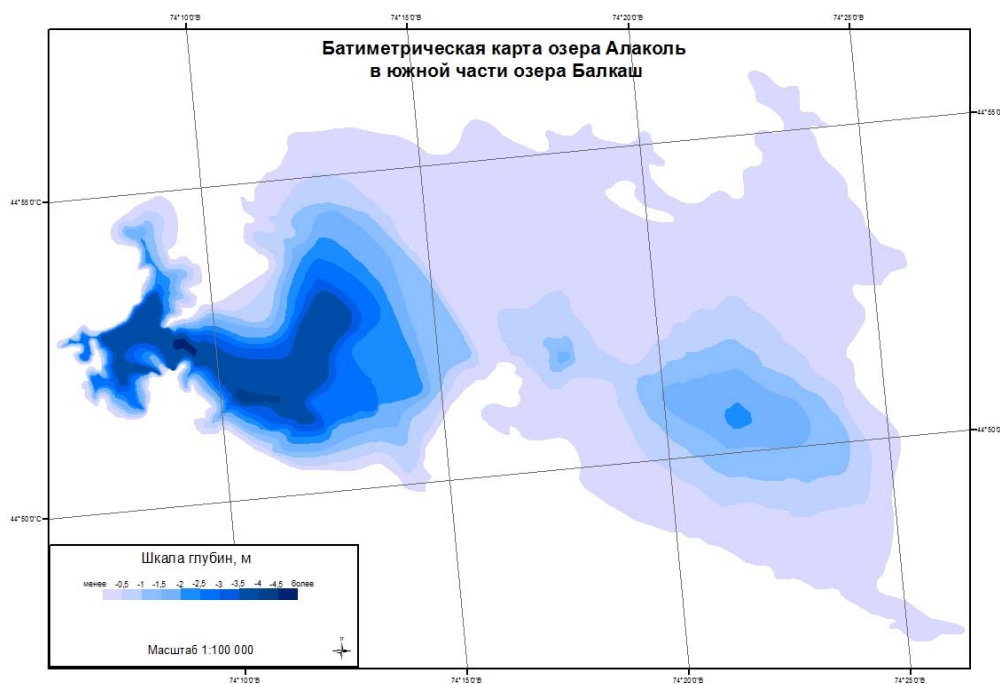 74°10'0"В 74°15'0"В 74°20'0"В 74°25'0"В
Батиметрическая карта озера Алаколь
в южной части озера Балкаш
44°55'0"С
44°55'0"С
44°50'0"С
44°50'0"С
Шкала глубин, м
менее -0,5 -1 -1,5 -2 -2,5 -3 -3,5 -4 -4,5 более
Масштаб 1:100 000
74°10'0"В 74°15'0"В 74°20'0"В 74°25'0"В